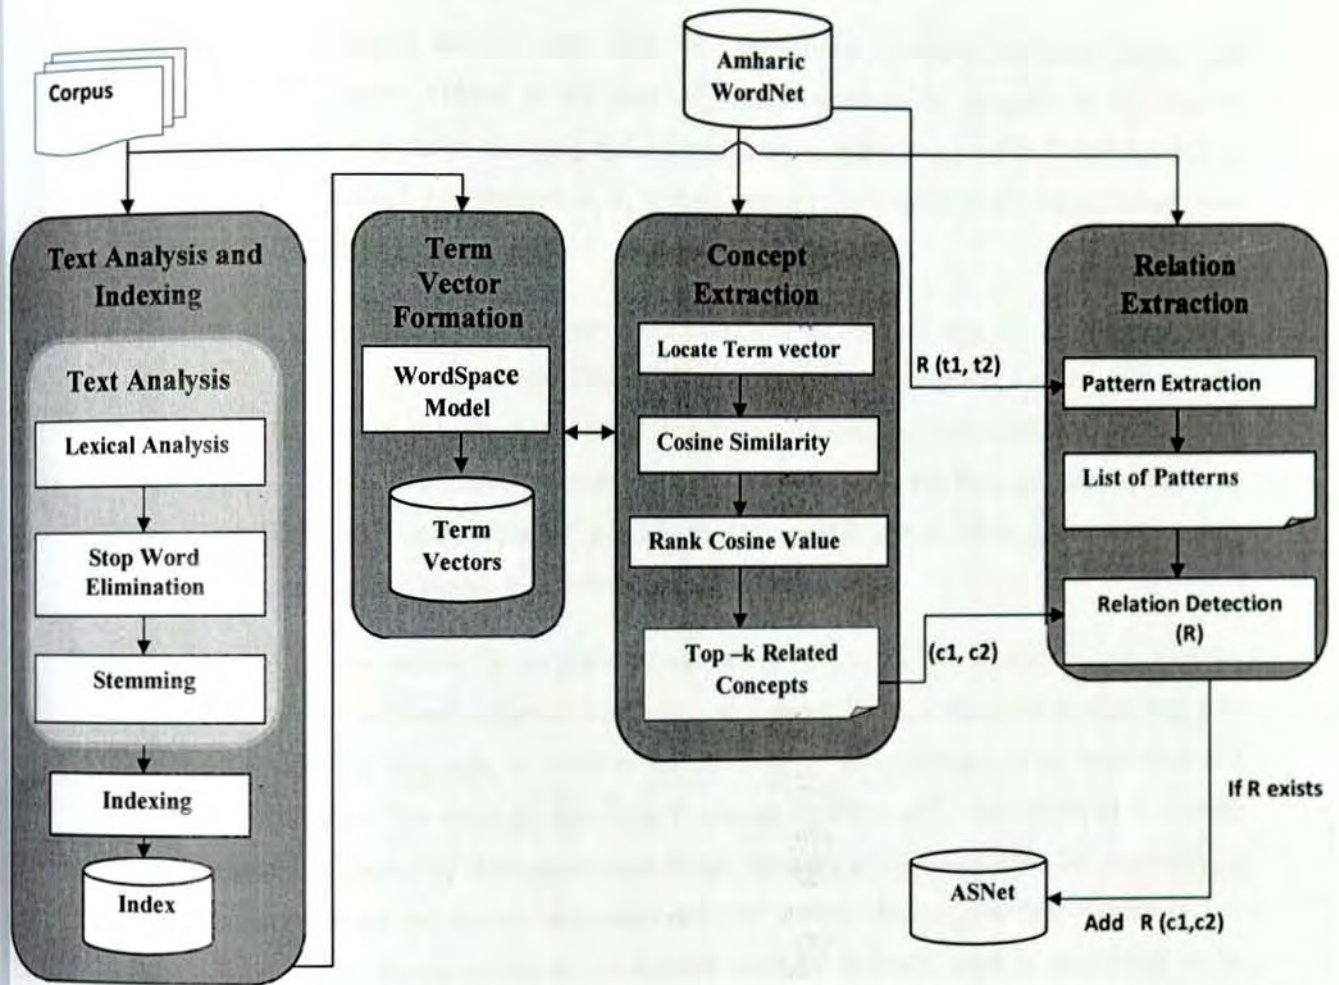 Corpus
Amharic
WordNet
Text Analysis and
Indexing
Text Analysis
Lexical Analysis
Stop Word
Elimination
Stemming
Indexing
Index
Term
Vector
Formation
WordSpace
Model
Term
Vectors
Concept
Extraction
Locate Term vector
Cosine Similarity
Rank Cosine Value
Top –k Related
Concepts
R (t1, t2)
(c1, c2)
Relation
Extraction
Pattern Extraction
List of Patterns
Relation Detection
(R)
If R exists
ASNet
Add R (c1,c2)